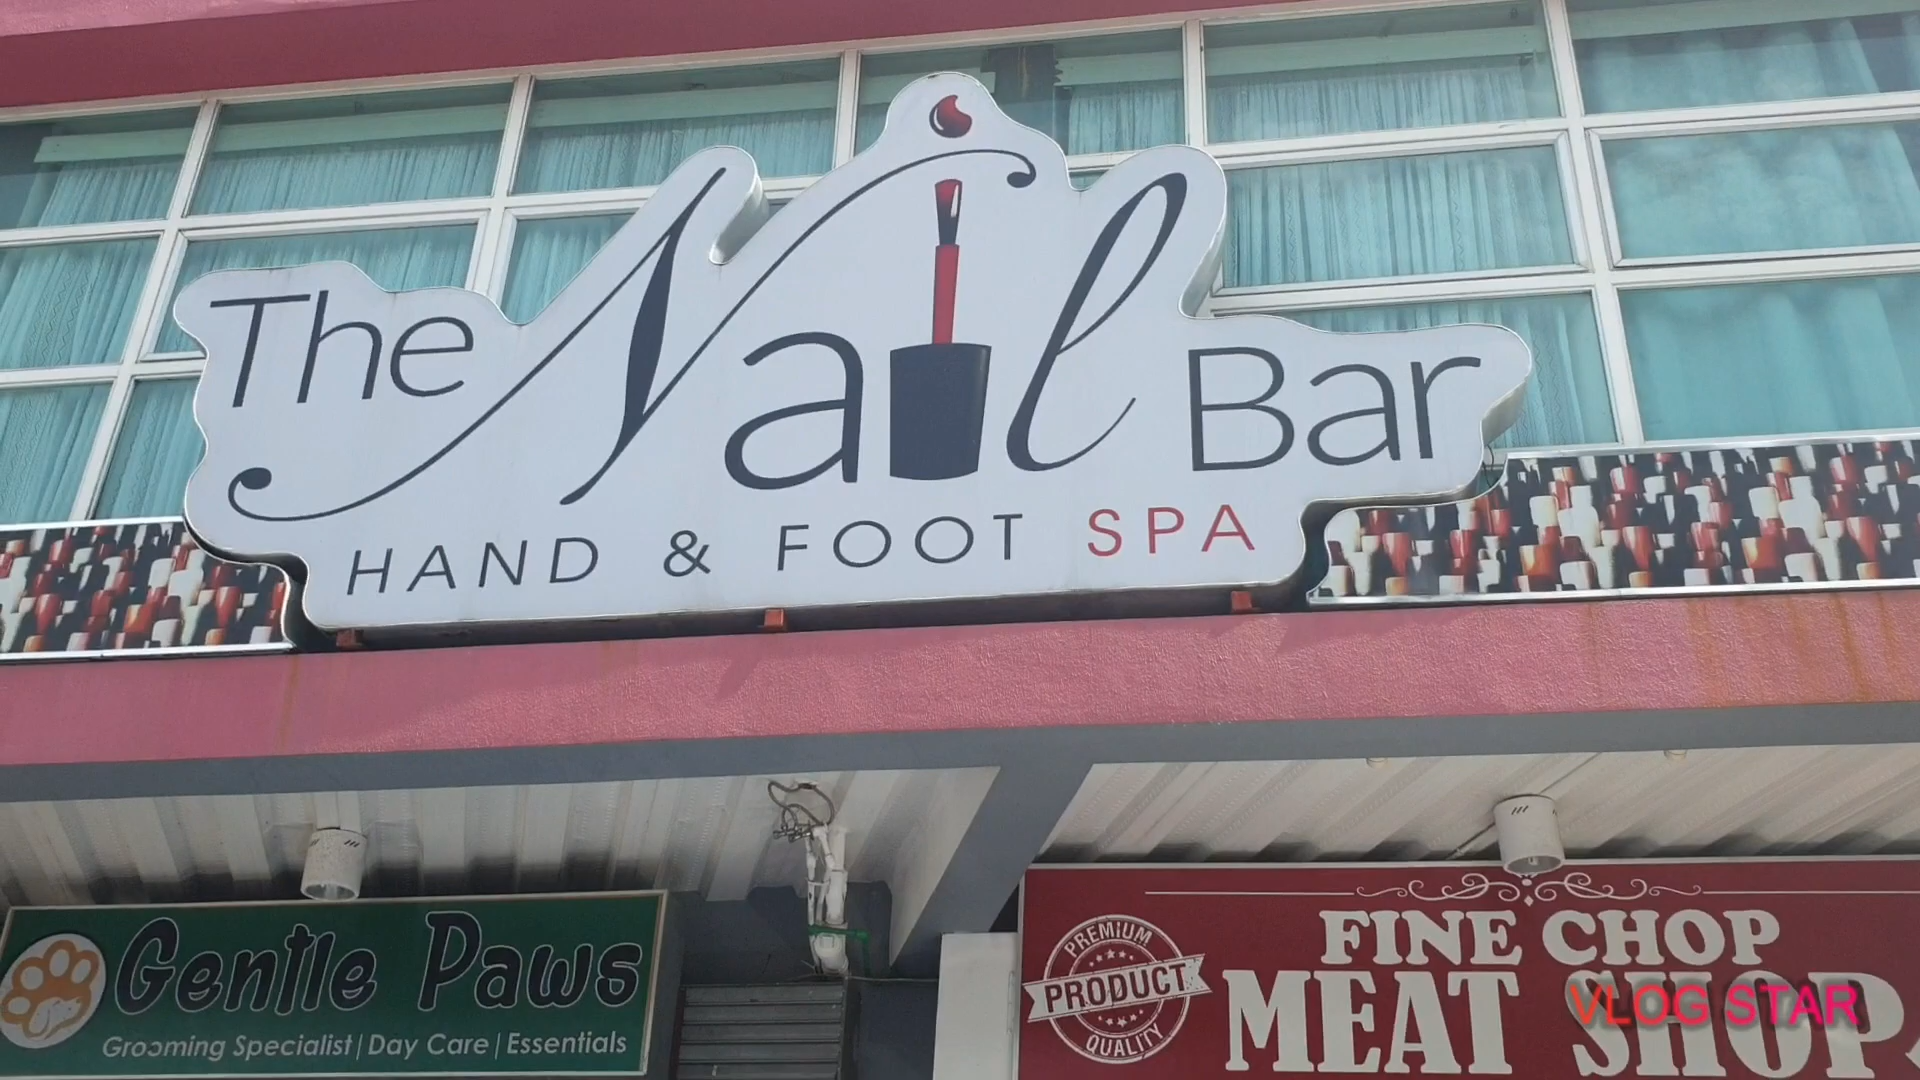 The Nail Bar
HAND & FOOT SPA
Gentle Paws
Grooming Specialist | Day Care | Essentials
PREMIUM
PRODUCT
QUALITY
FINE CHOP
MEAT SHOP
VLOG STAR